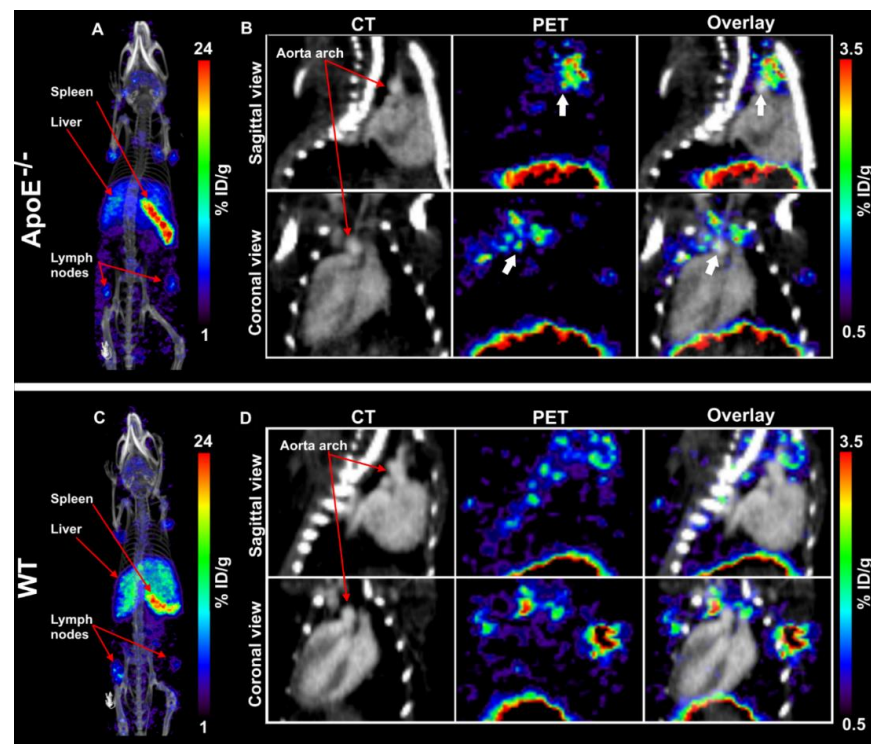 A
24
Spleen
Liver
Lymph
nodes
% ID/g
1
ApoE-/-
B
CT
PET
Overlay
Aorta arch
Sagittal view
Coronal view
3.5
% ID/g
0.5
C
24
Spleen
Liver
Lymph
nodes
% ID/g
1
WT
D
CT
PET
Overlay
Aorta arch
Sagittal view
Coronal view
3.5
% ID/g
0.5